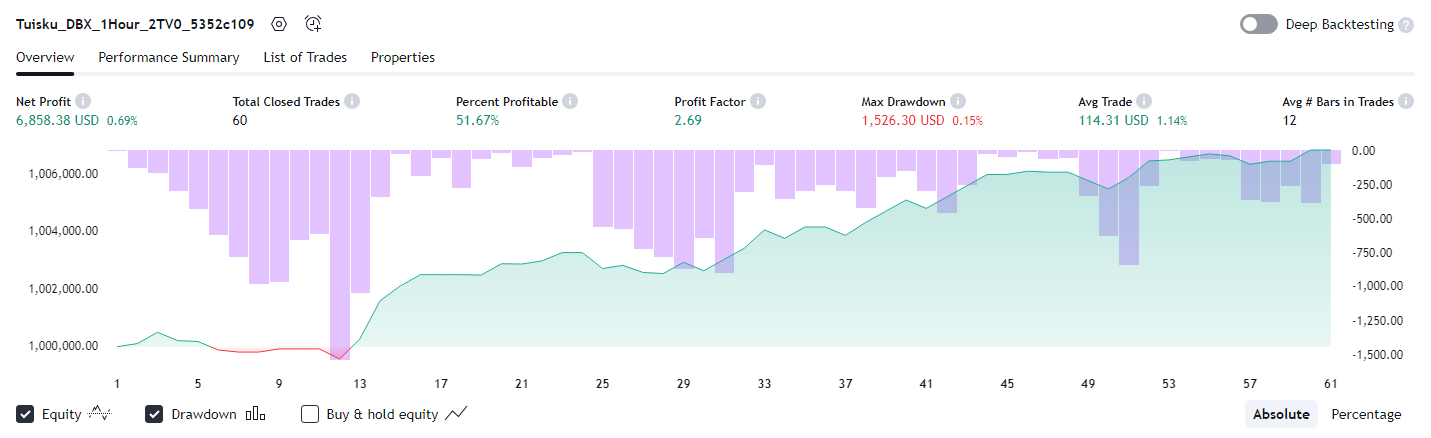 Tuisku_DBX_1Hour_2TV0_5352c109 Deep Backtesting ?
Overview Performance Summary List of Trades Properties
Net Profit Total Closed Trades Percent Profitable Profit Factor Max Drawdown Avg Trade Avg # Bars in Trades
6,858.38 USD 0.69% 60 51.67% 2.69 1,526.30 USD 0.15% 114.31 USD 1.14% 12
0.00
1,006,000.00
-250.00
-500.00
1,004,000.00
-750.00
1,002,000.00 -1,000.00
-1,250.00
1,000,000.00
-1,500.00
1 5 9 13 17 21 25 29 33 37 41 45 49 53 57 61
Equity Drawdown Buy & hold equity Absolute Percentage